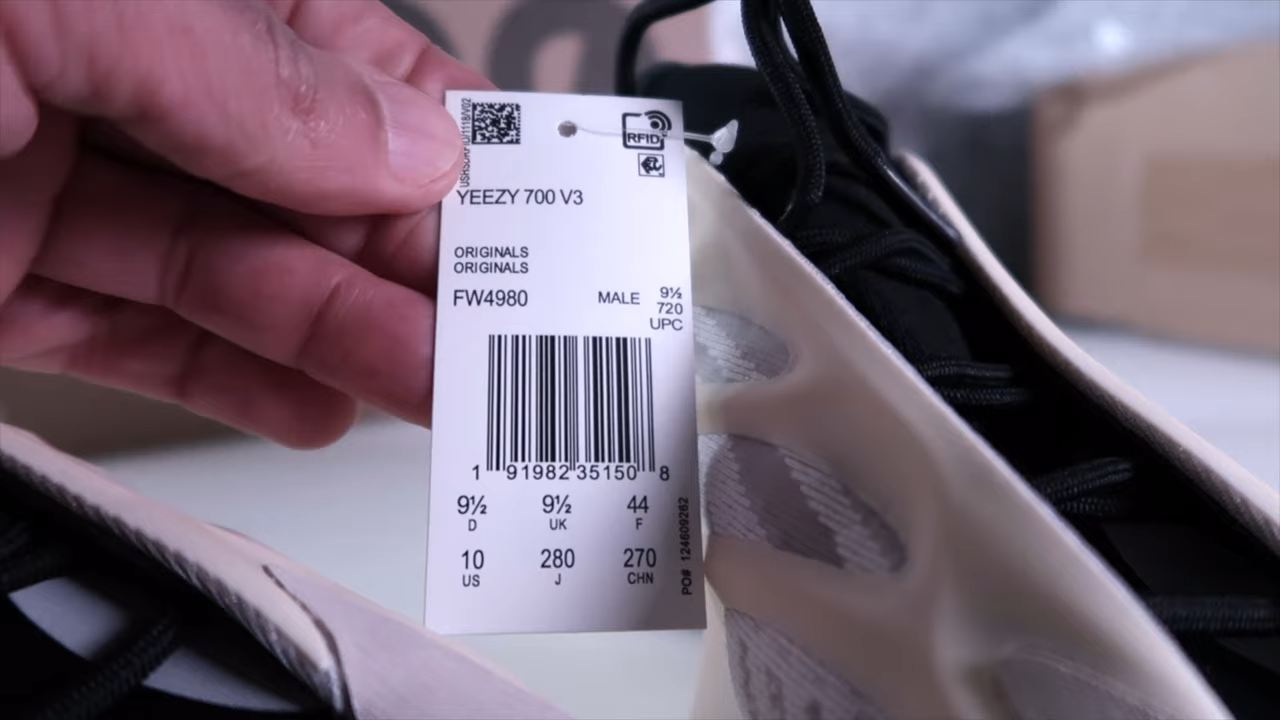 RFID
YEEZY 700 V3
ORIGINALS
ORIGINALS
FW4980
MALE 9½
720
UPC
1 91982 35150 8
9½ 9½ 44
D UK F
10 280 270
US J CHN
PO# 124609262